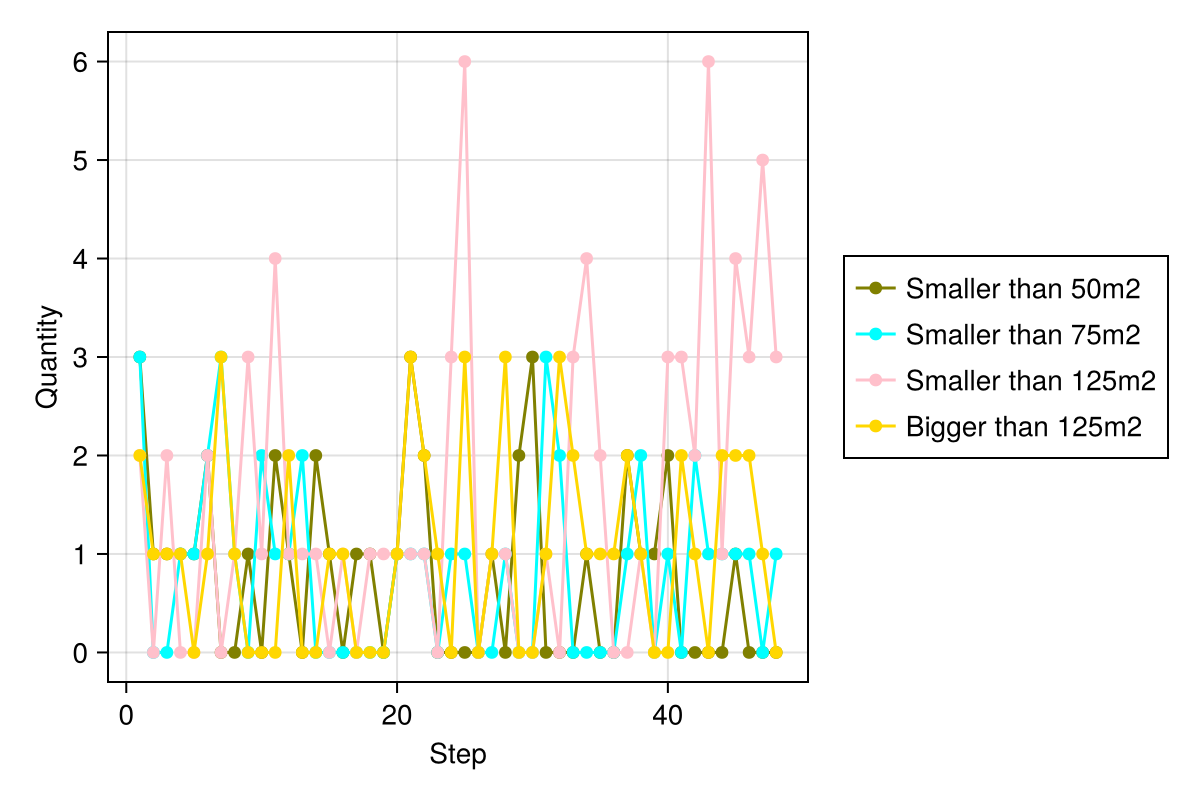 6
5
4
3
2
1
0
Quantity
0 20 40
Step
Smaller than 50m2
Smaller than 75m2
Smaller than 125m2
Bigger than 125m2